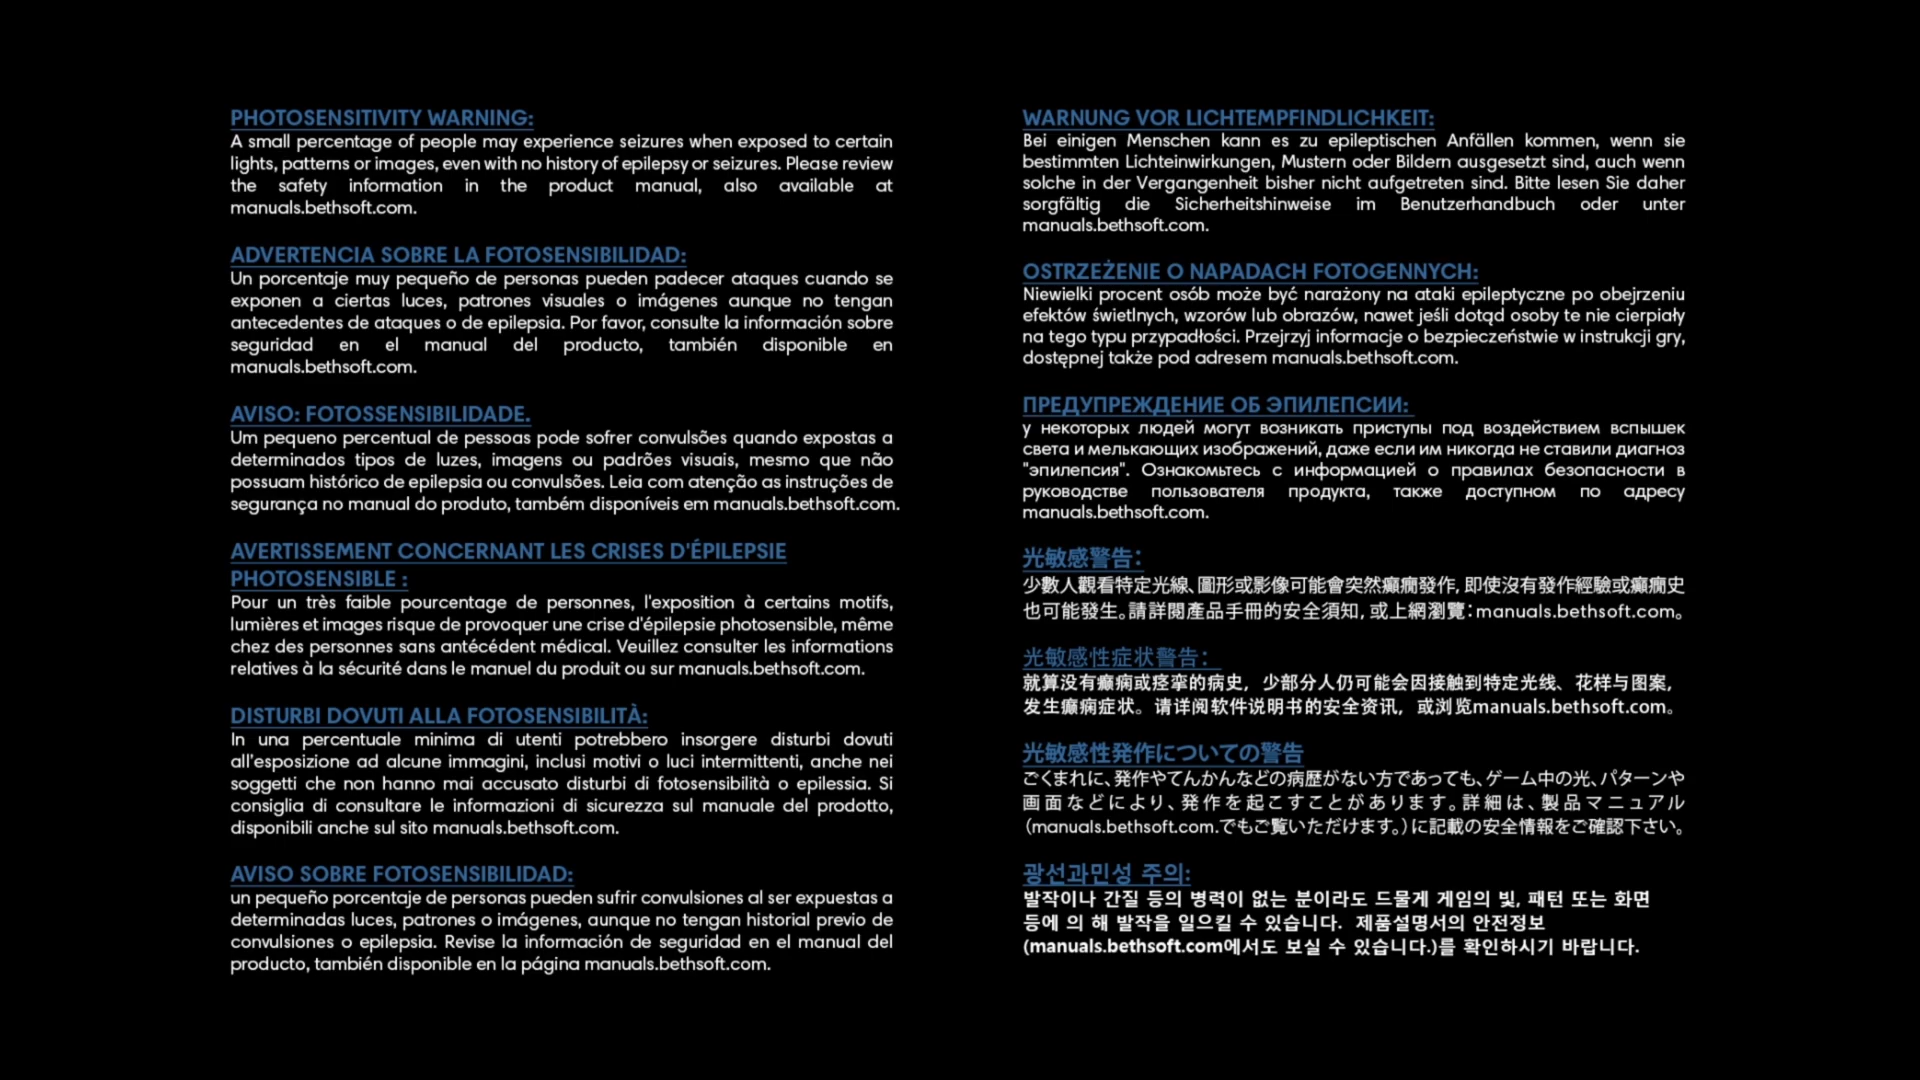 PHOTOSENSITIVITY WARNING:
A small percentage of people may experience seizures when exposed to certain
lights, patterns or images, even with no history of epilepsy or seizures. Please review
the safety information in the product manual, also available at
manuals.bethsoft.com.
ADVERTENCIA SOBRE LA FOTOSENSIBILIDAD:
Un porcentaje muy pequeño de personas pueden padecer ataques cuando se
exponen a ciertas luces, patrones visuales o imágenes aunque no tengan
antecedentes de ataques o de epilepsia. Por favor, consulte la información sobre
seguridad en el manual del producto, también disponible en
manuals.bethsoft.com.
AVISO: FOTOSSENSIBILIDADE.
Um pequeno percentual de pessoas pode sofrer convulsões quando expostas a
determinados tipos de luzes, imagens ou padrões visuais, mesmo que não
possuam histórico de epilepsia ou convulsões. Leia com atenção as instruções de
segurança no manual do produto, também disponíveis em manuals.bethsoft.com.
AVERTISSEMENT CONCERNANT LES CRISES D'ÉPILEPSIE
PHOTOSENSIBLE :
Pour un très faible pourcentage de personnes, l'exposition à certains motifs,
lumières et images risque de provoquer une crise d'épilepsie photosensible, même
chez des personnes sans antécédent médical. Veuillez consulter les informations
relatives à la sécurité dans le manuel du produit ou sur manuals.bethsoft.com.
DISTURBI DOVUTI ALLA FOTOSENSIBILITÀ:
In una percentuale minima di utenti potrebbero insorgere disturbi dovuti
all'esposizione ad alcune immagini, inclusi motivi o luci intermittenti, anche nei
soggetti che non hanno mai accusato disturbi di fotosensibilità o epilessia. Si
consiglia di consultare le informazioni di sicurezza sul manuale del prodotto,
disponibili anche sul sito manuals.bethsoft.com.
AVISO SOBRE FOTOSENSIBILIDAD:
un pequeño porcentaje de personas pueden sufrir convulsiones al ser expuestas a
determinadas luces, patrones o imágenes, aunque no tengan historial previo de
convulsiones o epilepsia. Revise la información de seguridad en el manual del
producto, también disponible en la página manuals.bethsoft.com.
WARNUNG VOR LICHTEMPFINDLICHKEIT:
Bei einigen Menschen kann es zu epileptischen Anfällen kommen, wenn sie
bestimmten Lichteinwirkungen, Mustern oder Bildern ausgesetzt sind, auch wenn
solche in der Vergangenheit bisher nicht aufgetreten sind. Bitte lesen Sie daher
sorgfältig die Sicherheitshinweise im Benutzerhandbuch oder unter
manuals.bethsoft.com.
OSTRZEŻENIE O NAPADACH FOTOGENNYCH:
Niewielki procent osób może być narażony na ataki epileptyczne po obejrzeniu
efektów świetlnych, wzorów lub obrazów, nawet jeśli dotąd osoby te nie cierpiały
na tego typu przypadłości. Przejrzyj informacje o bezpieczeństwie w instrukcji gry,
dostępnej także pod adresem manuals.bethsoft.com.
ПРЕДУПРЕЖДЕНИЕ ОБ ЭПИЛЕПСИИ:
у некоторых людей могут возникать приступы под воздействием вспышек
света и мелькающих изображений, даже если им никогда не ставили диагноз
"эпилепсия". Ознакомьтесь с информацией о правилах безопасности в
руководстве пользователя продукта, также доступном по адресу
manuals.bethsoft.com.
光敏感警告：
少數人觀看特定光線、圖形或影像可能會突然癲癇發作, 即使沒有發作經驗或癲癇史
也可能發生。請詳閱產品手冊的安全須知, 或上網瀏覽：manuals.bethsoft.com。
光敏感性症状警告：
就算没有癫痫或痉挛的病史，少部分人仍可能会因接触到特定光线、花样与图案，
发生癫痫症状。请详阅软件说明书的安全资讯，或浏览manuals.bethsoft.com。
光敏感性発作についての警告
ごくまれに、発作やてんかんなどの病歴がない方であっても、ゲーム中の光、パターンや
画面などにより、発作を起こすことがあります。詳細は、製品マニュアル
（manuals.bethsoft.com.でもご覧いただけます。）に記載の安全情報をご確認下さい。
광선과민성 주의:
발작이나 간질 등의 병력이 없는 분이라도 드물게 게임의 빛, 패턴 또는 화면
등에 의 해 발작을 일으킬 수 있습니다. 제품설명서의 안전정보
(manuals.bethsoft.com에서도 보실 수 있습니다.)를 확인하시기 바랍니다.